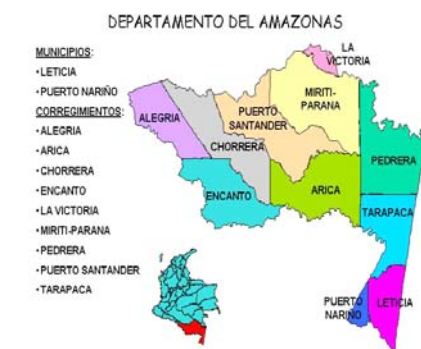 DEPARTAMENTO DEL AMAZONAS
MUNICIPIOS:
•LETICIA
•PUERTO NARIÑO
CORREGIMIENTOS:
•ALEGRIA
•ARICA
•CHORRERA
•ENCANTO
•LA VICTORIA
•MIRITI-PARANA
•PEDRERA
•PUERTO SANTANDER
•TARAPACA
LA
VICTORIA
MIRITI-
PARANA
PUERTO
SANTANDER
ALEGRIA
CHORRERA
PEDRERA
ENCANTO
ARICA
TARAPACA
PUERTO
NARIÑO
LETICIA